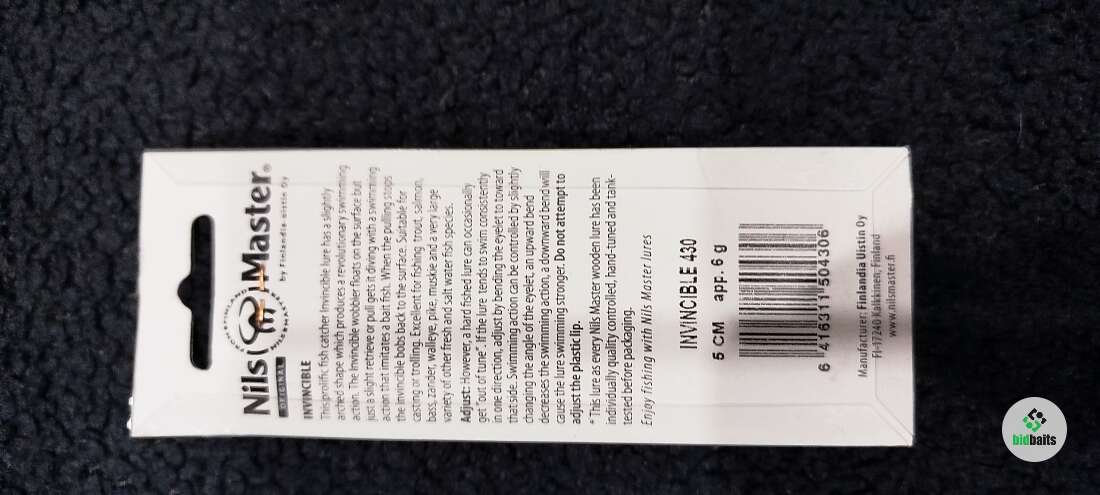 Nils Master®
by Finlandia uistin Oy
ORIGINAL
INVINCIBLE
This prolific fish catcher Invincible lure has a slightly
arched shape which produces a revolutionary swimming
action. The Invincible wobbler floats on the surface but
just a slight retrieve or pull gets it diving with a swimming
action that imitates a bait fish. When the pulling stops
the Invincible bobs back to the surface. Suitable for
casting or trolling. Excellent for fishing, trout, salmon,
bass, zander, walleye, pike, muskie and a very large
variety of other fresh and salt water fish species.
Adjust: However, a hard fished lure can occasionally
get "out of tune". If the lure tends to swim consistently
in one direction, adjust by bending the eyelet to toward
that side. Swimming action can be controlled by slightly
changing the angle of the eyelet, an upward bend
decreases the swimming action, a downward bend will
cause the lure swimming stronger. Do not attempt to
adjust the plastic lip.
* This lure as every Nils Master wooden lure has been
individually quality controlled, hand-tuned and tank-
tested before packaging.
Enjoy fishing with Nils Master lures
INVINCIBLE 430
5 CM app. 6 g
6 416311 504306
Manufacturer: Finlandia Uistin Oy
FI-17240 Kalkkinen, Finland
www.nilsmaster.fi
bidbaits